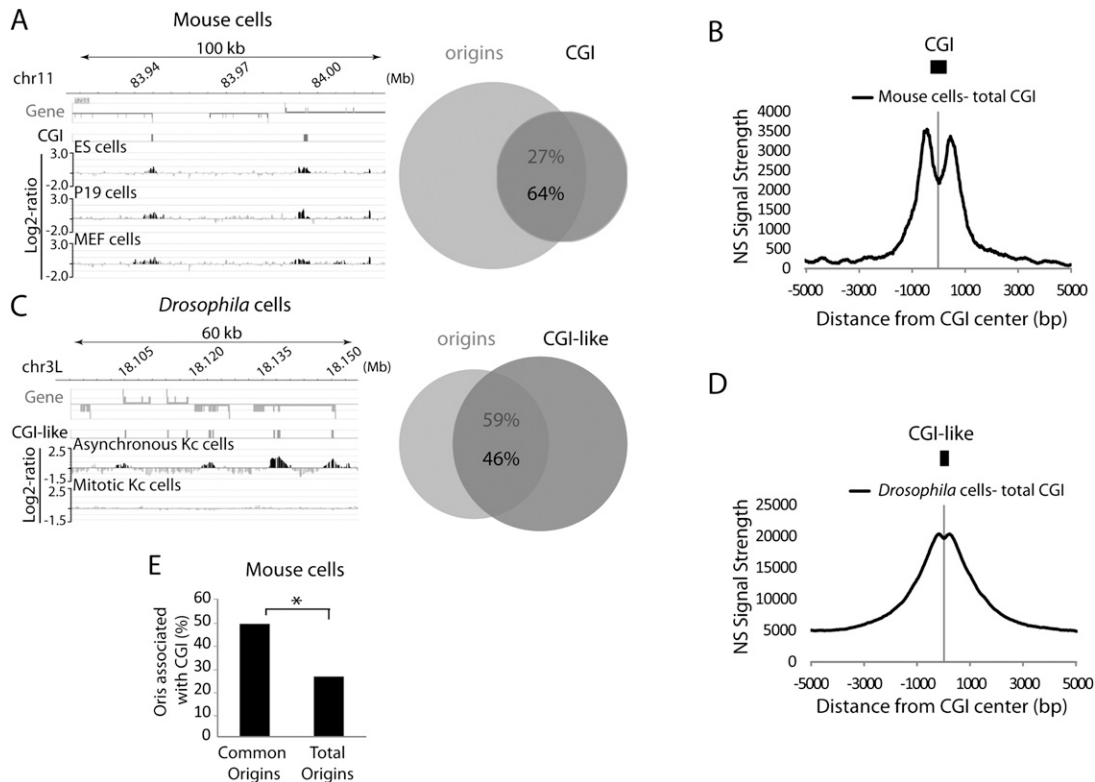 A
Mouse cells
100 kb
chr11
83.94
83.97
84.00
(Mb)
Gene
CGI
ES cells
3.0
-2.0
P19 cells
3.0
-2.0
MEF cells
3.0
-2.0
Log2-ratio
origins
CGI
27%
64%
B
CGI
Mouse cells- total CGI
NS Signal Strength
4000
3500
3000
2500
2000
1500
1000
500
0
-5000 -3000 -1000 1000 3000 5000
Distance from CGI center (bp)
C
Drosophila cells
60 kb
chr3L
18.105
18.120
18.135
18.150
(Mb)
Gene
CGI-like
Asynchronous Kc cells
2.5
-1.5
Mitotic Kc cells
2.5
-1.5
Log2-ratio
origins
CGI-like
59%
46%
D
CGI-like
Drosophila cells- total CGI
NS Signal Strength
25000
20000
15000
10000
5000
0
-5000 -3000 -1000 1000 3000 5000
Distance from CGI center (bp)
E
Mouse cells
*
Oris associated
with CGI (%)
60
50
40
30
20
10
0
Common
Origins
Total
Origins